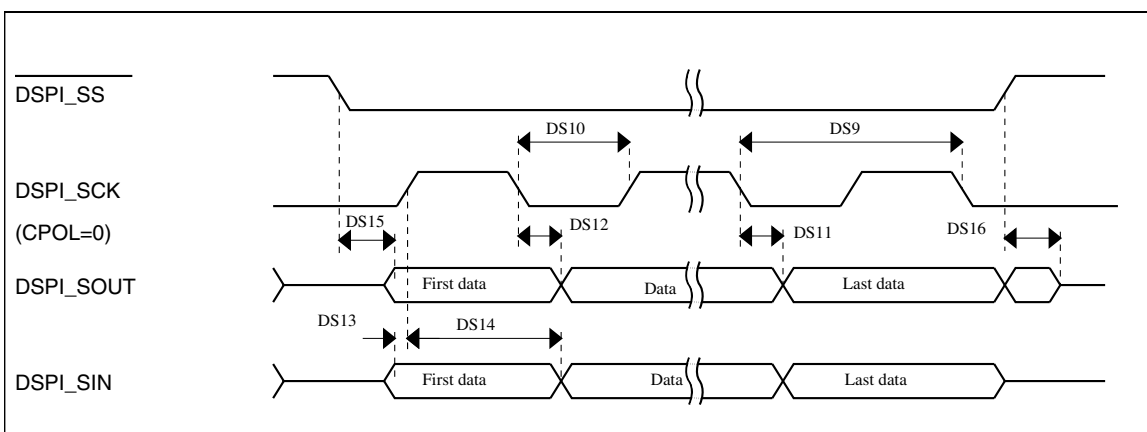 DSPI_SS
DS10
DS9
DSPI_SCK
(CPOL=0)
DS15
DS12
DS11
DS16
DSPI_SOUT
First data
Data
Last data
DS13
DS14
DSPI_SIN
First data
Data
Last data